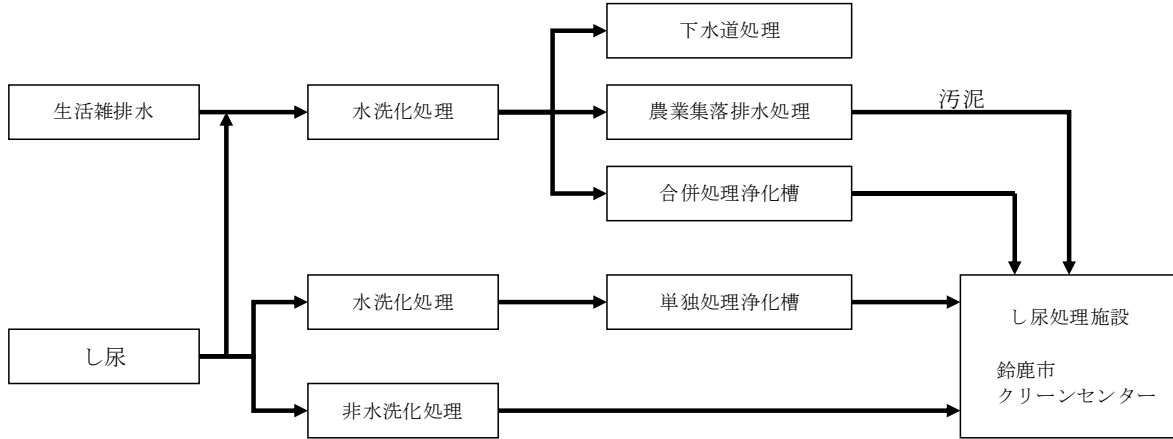 下水道処理
生活雑排水
水洗化処理
農業集落排水処理
汚泥
合併処理浄化槽
水洗化処理
単独処理浄化槽
し尿処理施設
し尿
鈴鹿市
クリーンセンター
非水洗化処理